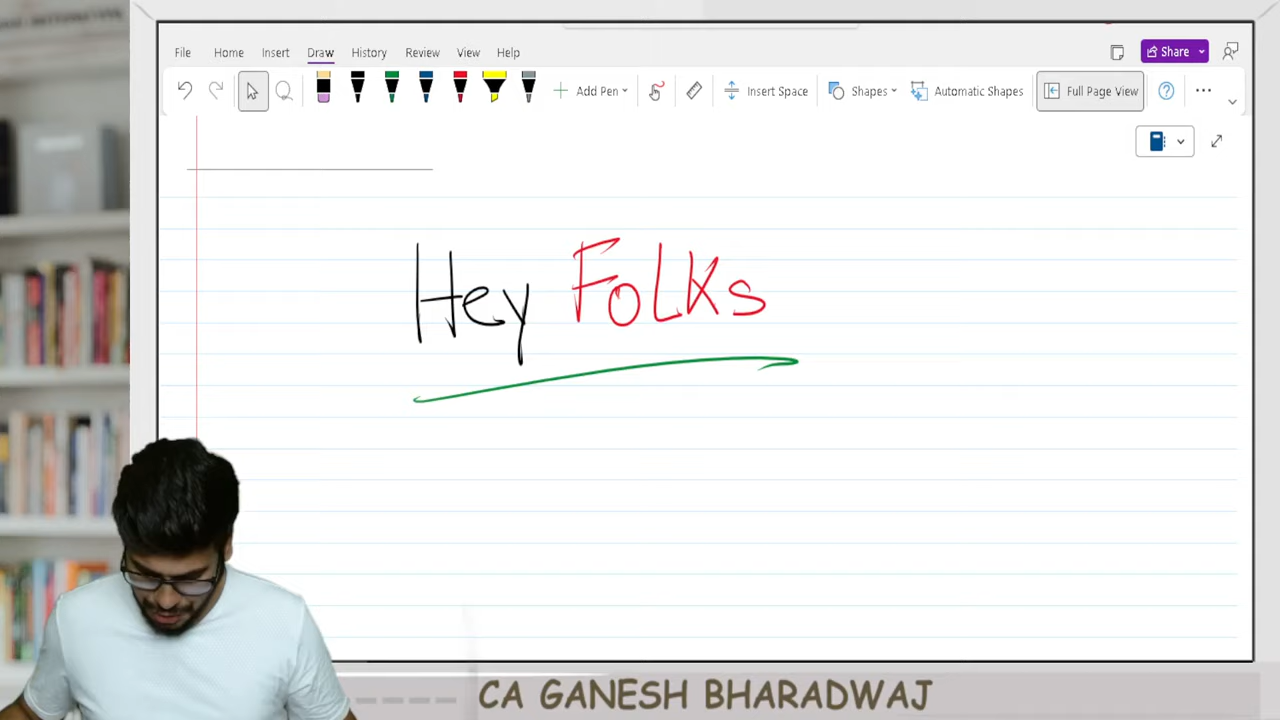 File Home Insert Draw History Review View Help Share
Add Pen Insert Space Shapes Automatic Shapes Full Page View
Hey Folks
CA GANESH BHARADWAJ